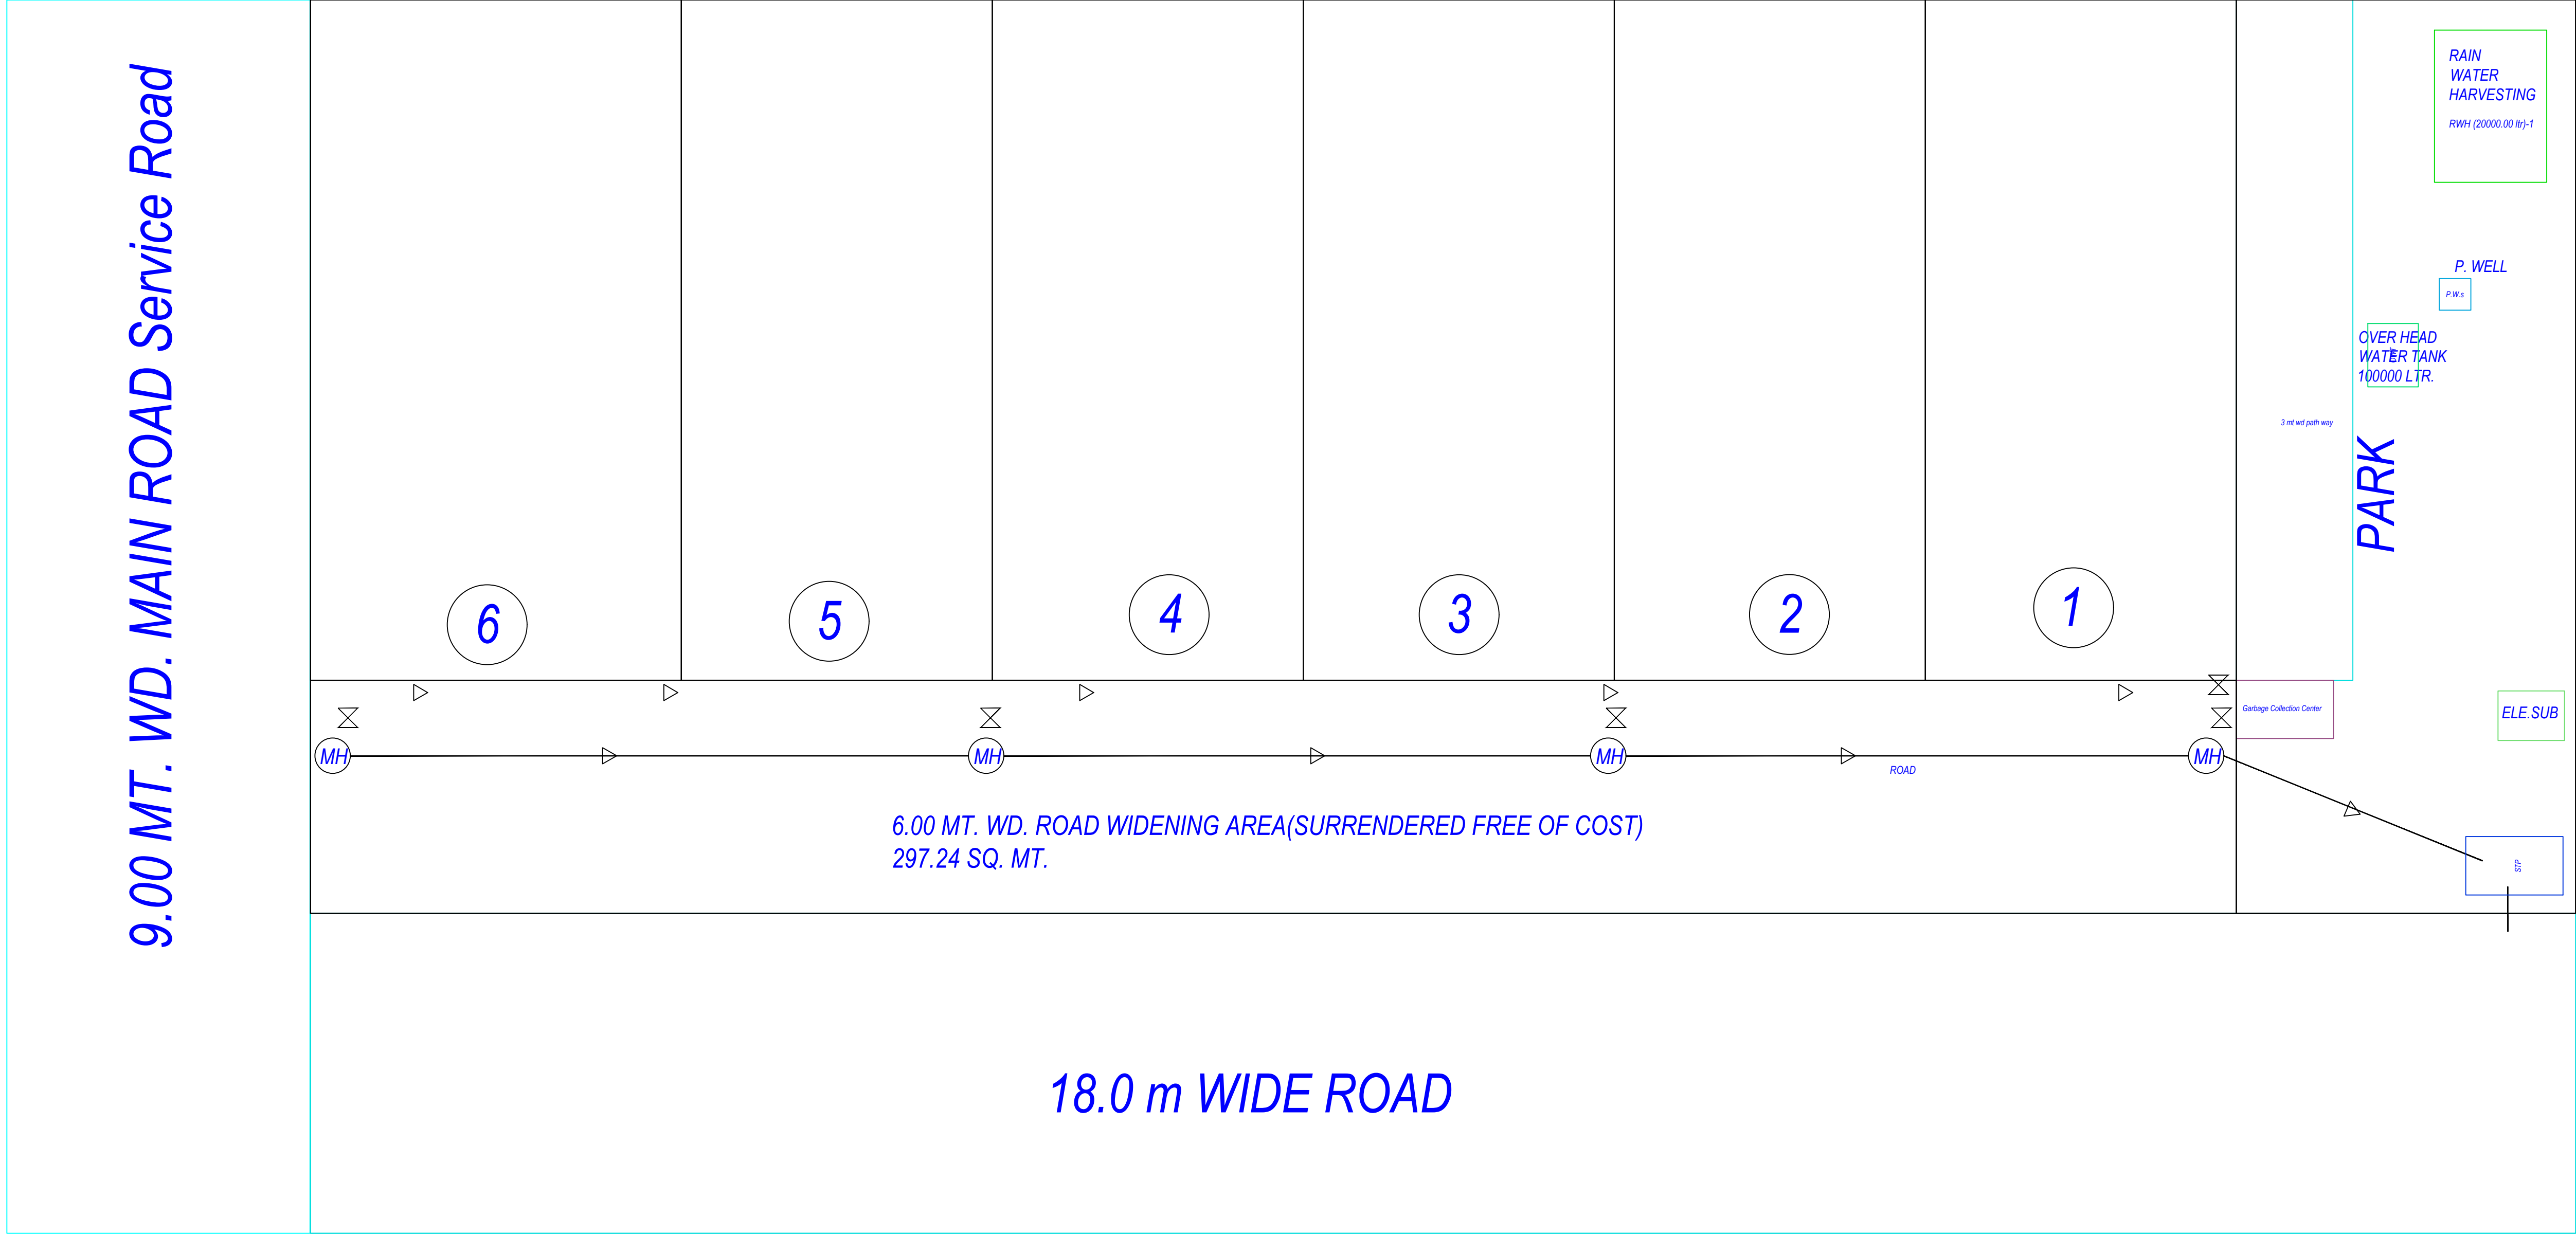 9.00 MT. WD. MAIN ROAD Service Road
RAIN
WATER
HARVESTING
RWH (20000.00 ltr)-1
P. WELL
P.W.s
OVER HEAD
WATER TANK
100000 LTR.
3 mt wd path way
PARK
6
5
4
3
2
1
Garbage Collection Center
ELE.SUB
MH
MH
MH
MH
ROAD
6.00 MT. WD. ROAD WIDENING AREA(SURRENDERED FREE OF COST)
297.24 SQ. MT.
STP
18.0 m WIDE ROAD